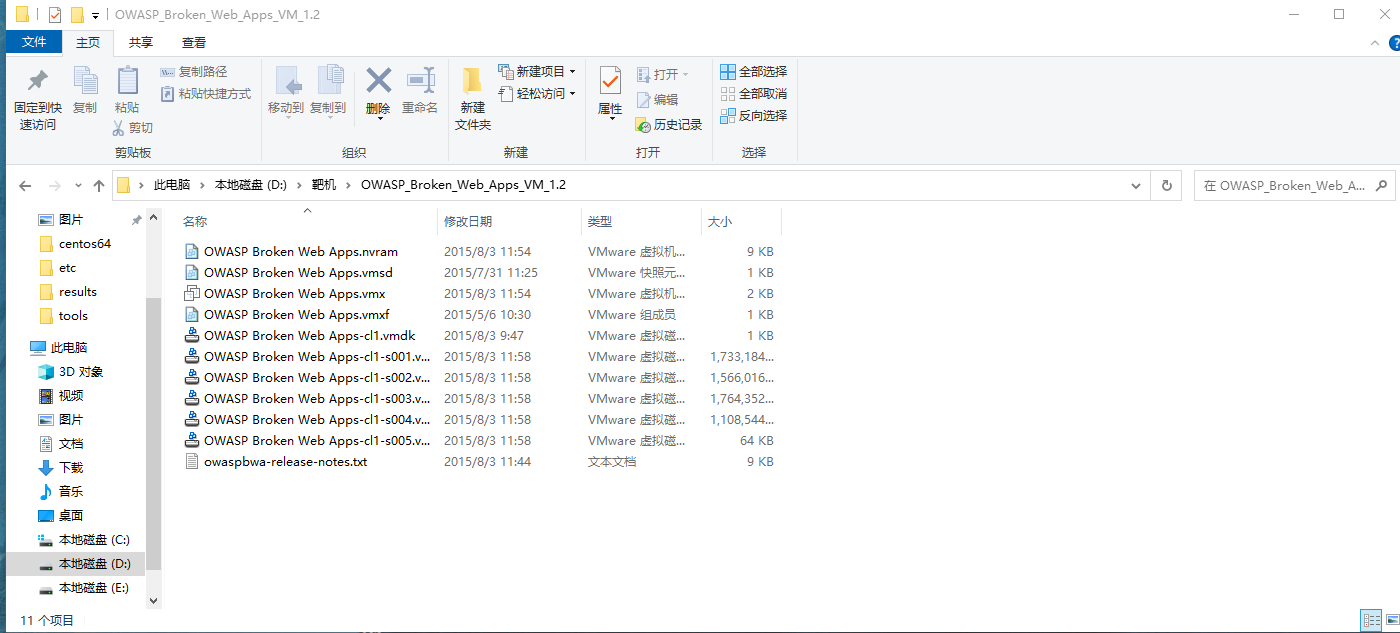 OWASP_Broken_Web_Apps_VM_1.2
文件 主页 共享 查看
固定到快速访问
复制
粘贴
复制路径
粘贴快捷方式
剪切
剪贴板
移动到
复制到
删除
重命名
组织
新建文件夹
新建项目
轻松访问
新建
属性
打开
编辑
历史记录
打开
全部选择
全部取消
反向选择
选择
此电脑 本地磁盘 (D:) 靶机 OWASP_Broken_Web_Apps_VM_1.2
在 OWASP_Broken_Web_A...
图片
centos64
etc
results
tools
此电脑
3D 对象
视频
图片
文档
下载
音乐
桌面
本地磁盘 (C:)
本地磁盘 (D:)
本地磁盘 (E:)
名称 修改日期 类型 大小
OWASP Broken Web Apps.nvram 2015/8/3 11:54 VMware 虚拟机... 9 KB
OWASP Broken Web Apps.vmsd 2015/7/31 11:25 VMware 快照元... 1 KB
OWASP Broken Web Apps.vmx 2015/8/3 11:54 VMware 虚拟机... 2 KB
OWASP Broken Web Apps.vmxf 2015/5/6 10:30 VMware 组成员 1 KB
OWASP Broken Web Apps-cl1.vmdk 2015/8/3 9:47 VMware 虚拟磁... 1 KB
OWASP Broken Web Apps-cl1-s001.v... 2015/8/3 11:58 VMware 虚拟磁... 1,733,184...
OWASP Broken Web Apps-cl1-s002.v... 2015/8/3 11:58 VMware 虚拟磁... 1,566,016...
OWASP Broken Web Apps-cl1-s003.v... 2015/8/3 11:58 VMware 虚拟磁... 1,764,352...
OWASP Broken Web Apps-cl1-s004.v... 2015/8/3 11:58 VMware 虚拟磁... 1,108,544...
OWASP Broken Web Apps-cl1-s005.v... 2015/8/3 11:58 VMware 虚拟磁... 64 KB
owaspbwa-release-notes.txt 2015/8/3 11:44 文本文档 9 KB
11 个项目